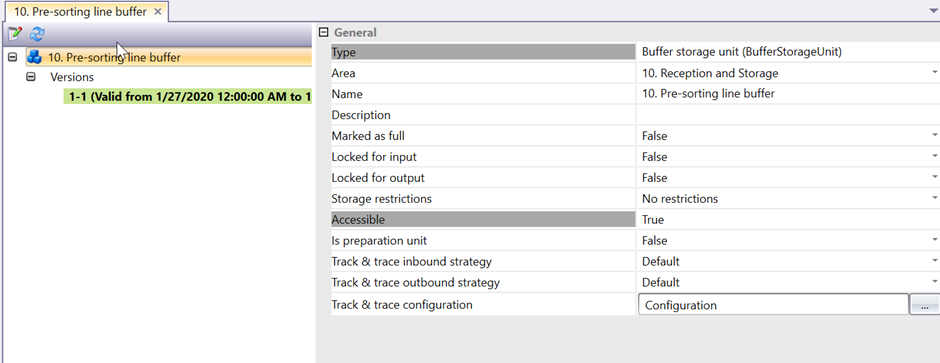 10. Pre-sorting line buffer
10. Pre-sorting line buffer
Versions
1-1 (Valid from 1/27/2020 12:00:00 AM to 1
General
Type Buffer storage unit (BufferStorageUnit)
Area 10. Reception and Storage
Name 10. Pre-sorting line buffer
Description
Marked as full False
Locked for input False
Locked for output False
Storage restrictions No restrictions
Accessible True
Is preparation unit False
Track & trace inbound strategy Default
Track & trace outbound strategy Default
Track & trace configuration Configuration ...